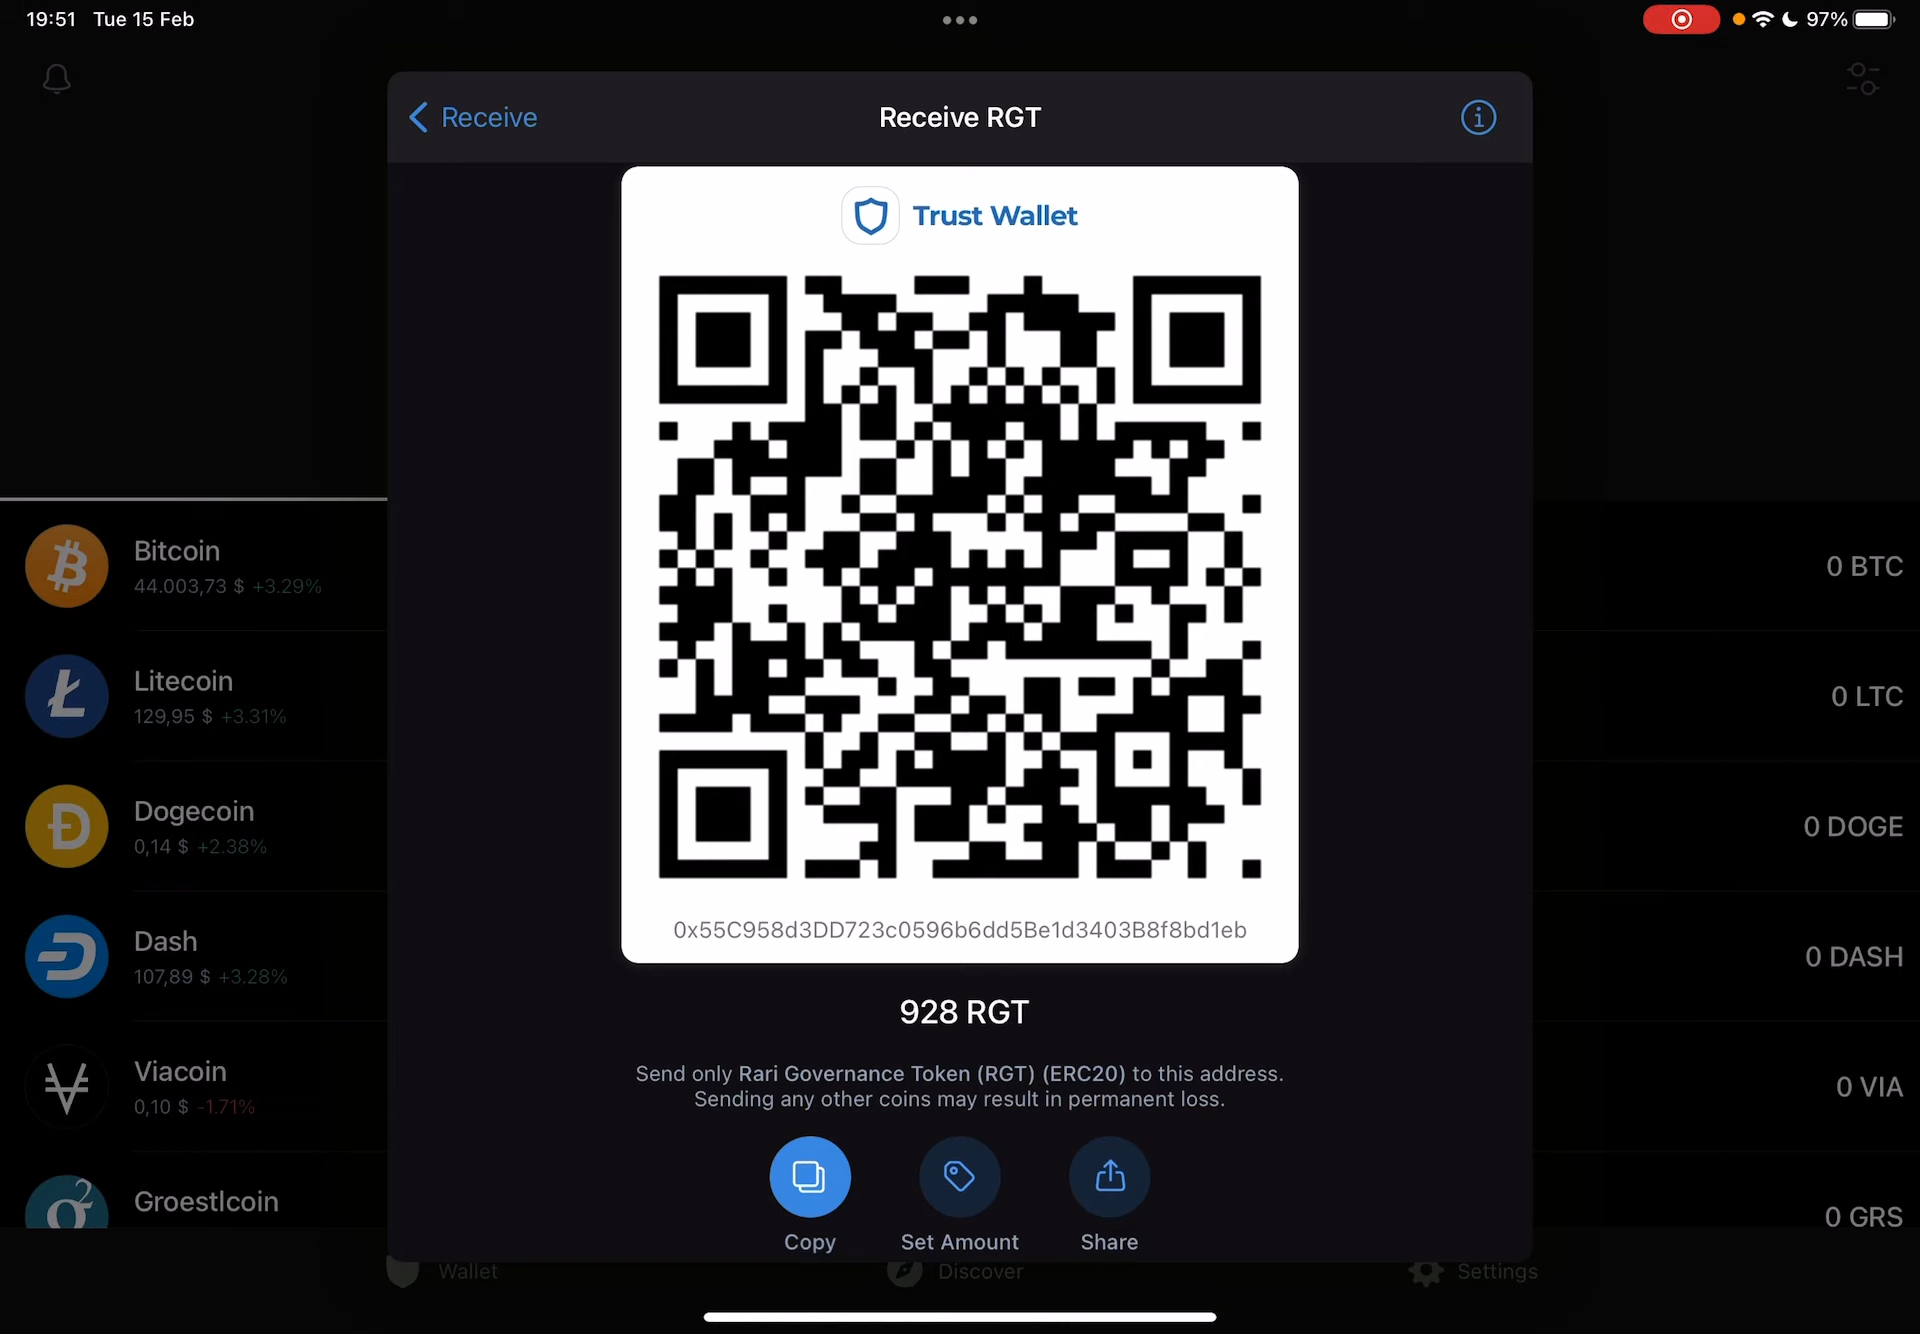 19:51 Tue 15 Feb
97%
Receive
Receive RGT
Trust Wallet
0x55C958d3DD723c0596b6dd5Be1d3403B8f8bd1eb
928 RGT
Send only Rari Governance Token (RGT) (ERC20) to this address.
Sending any other coins may result in permanent loss.
Copy
Set Amount
Share
Bitcoin
44.003,73 $ +3.29%
0 BTC
Litecoin
129,95 $ +3.31%
0 LTC
Dogecoin
0,14 $ +2.38%
0 DOGE
Dash
107,89 $ +3.28%
0 DASH
Viacoin
0,10 $ -1.71%
0 VIA
Groestlcoin
0 GRS
Wallet
Discover
Settings